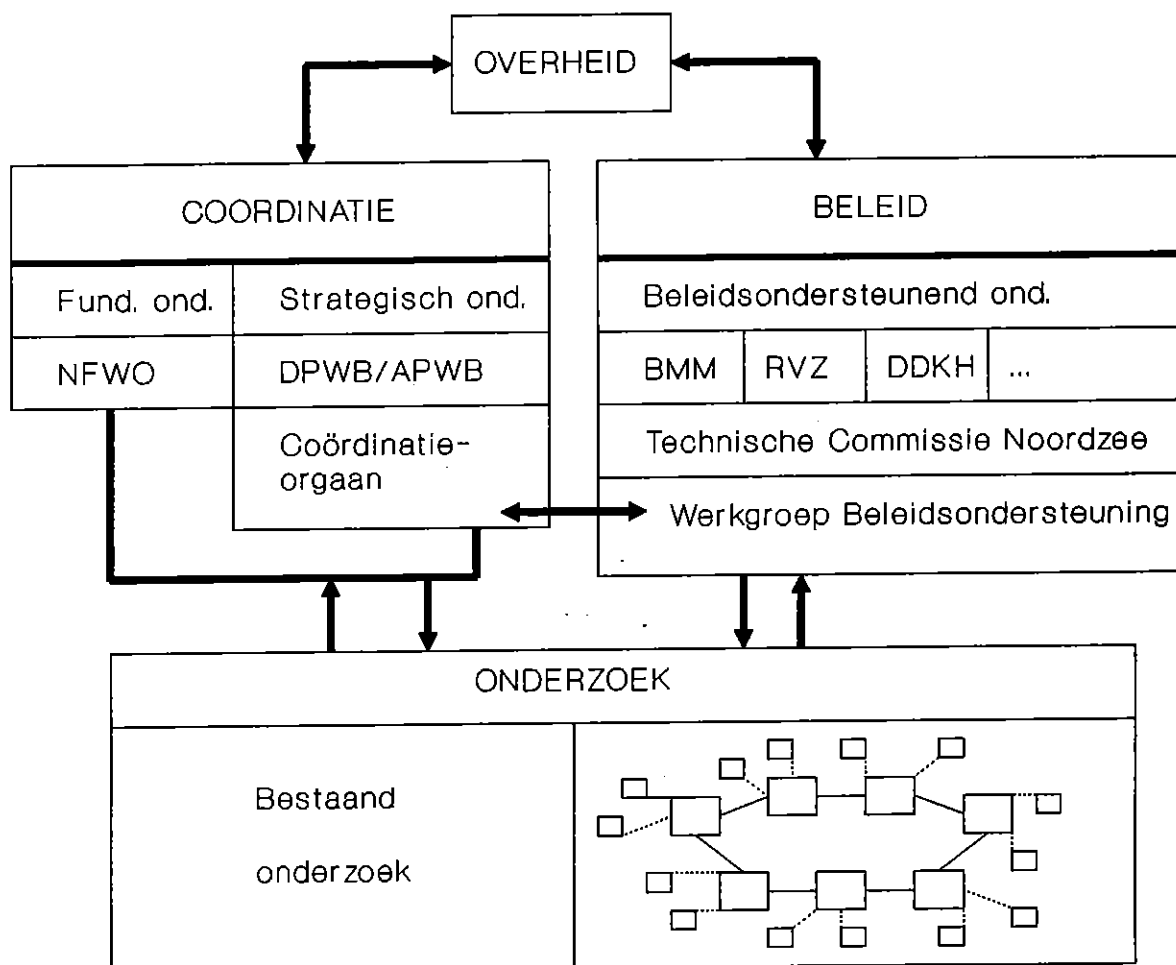 OVERHEID
COORDINATIE
Fund. ond.
Strategisch ond.
NFWO
DPWB/APWB
Coördinatie-
orgaan
BELEID
Beleidsondersteunend ond.
BMM
RVZ
DDKH
...
Technische Commissie Noordzee
Werkgroep Beleidsondersteuning
ONDERZOEK
Bestaand
onderzoek